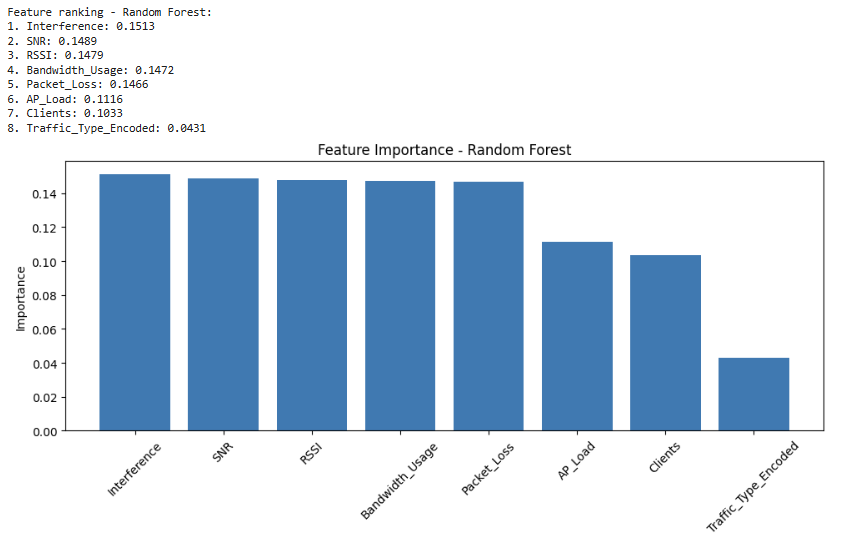 Feature ranking - Random Forest:
1. Interference: 0.1513
2. SNR: 0.1489
3. RSSI: 0.1479
4. Bandwidth_Usage: 0.1472
5. Packet_Loss: 0.1466
6. AP_Load: 0.1116
7. Clients: 0.1033
8. Traffic_Type_Encoded: 0.0431
Feature Importance - Random Forest
Importance
0.14
0.12
0.10
0.08
0.06
0.04
0.02
0.00
Interference
SNR
RSSI
Bandwidth_Usage
Packet_Loss
AP_Load
Clients
Traffic_Type_Encoded